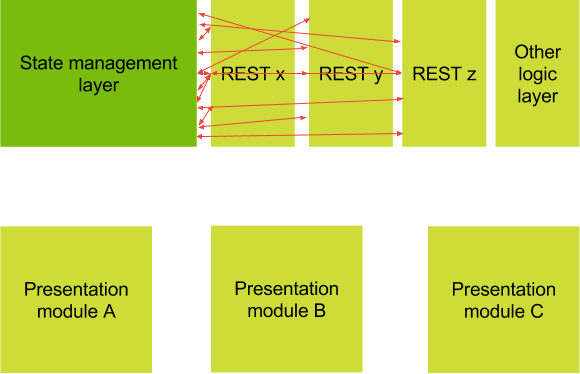 State management
layer
REST x
REST y
REST z
Other
logic
layer
Presentation
module A
Presentation
module B
Presentation
module C